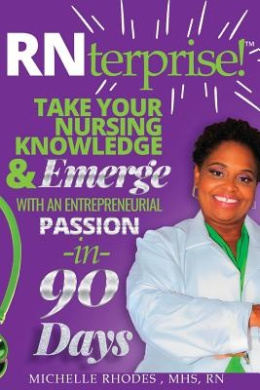 RNterprise!™
TAKE YOUR
NURSING
KNOWLEDGE
& Emerge
WITH AN ENTREPRENEURIAL
PASSION
-in-
90
Days
MICHELLE RHODES , MHS, RN